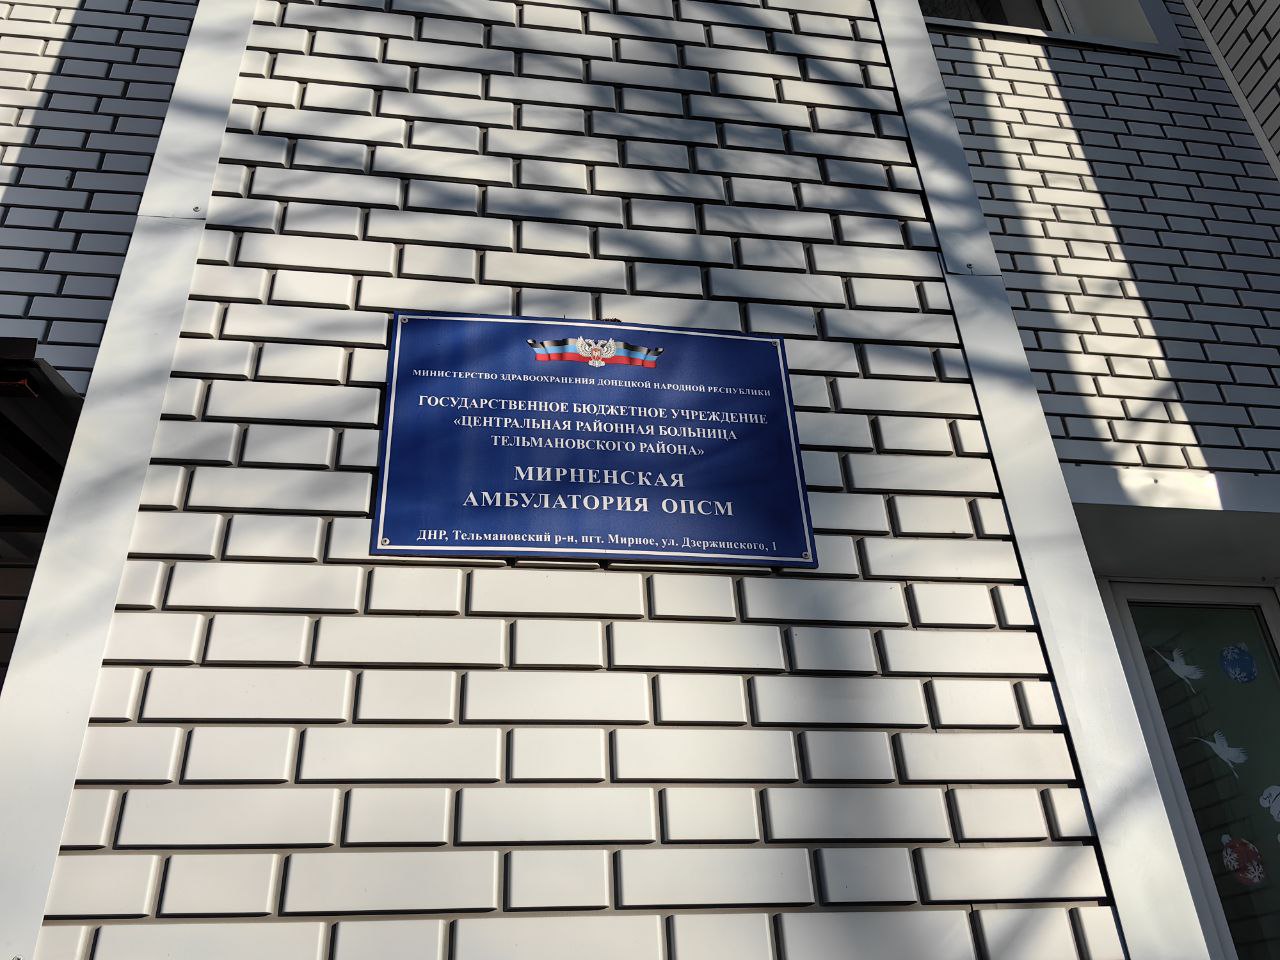 МИНИСТЕРСТВО ЗДРАВООХРАНЕНИЯ ДОНЕЦКОЙ НАРОДНОЙ РЕСПУБЛИКИ
ГОСУДАРСТВЕННОЕ БЮДЖЕТНОЕ УЧРЕЖДЕНИЕ
«ЦЕНТРАЛЬНАЯ РАЙОННАЯ БОЛЬНИЦА
ТЕЛЬМАНОВСКОГО РАЙОНА»
МИРНЕНСКАЯ
АМБУЛАТОРИЯ ОПСМ
ДНР, Тельмановский р-н, пгт. Мирное, ул. Дзержинского, 1